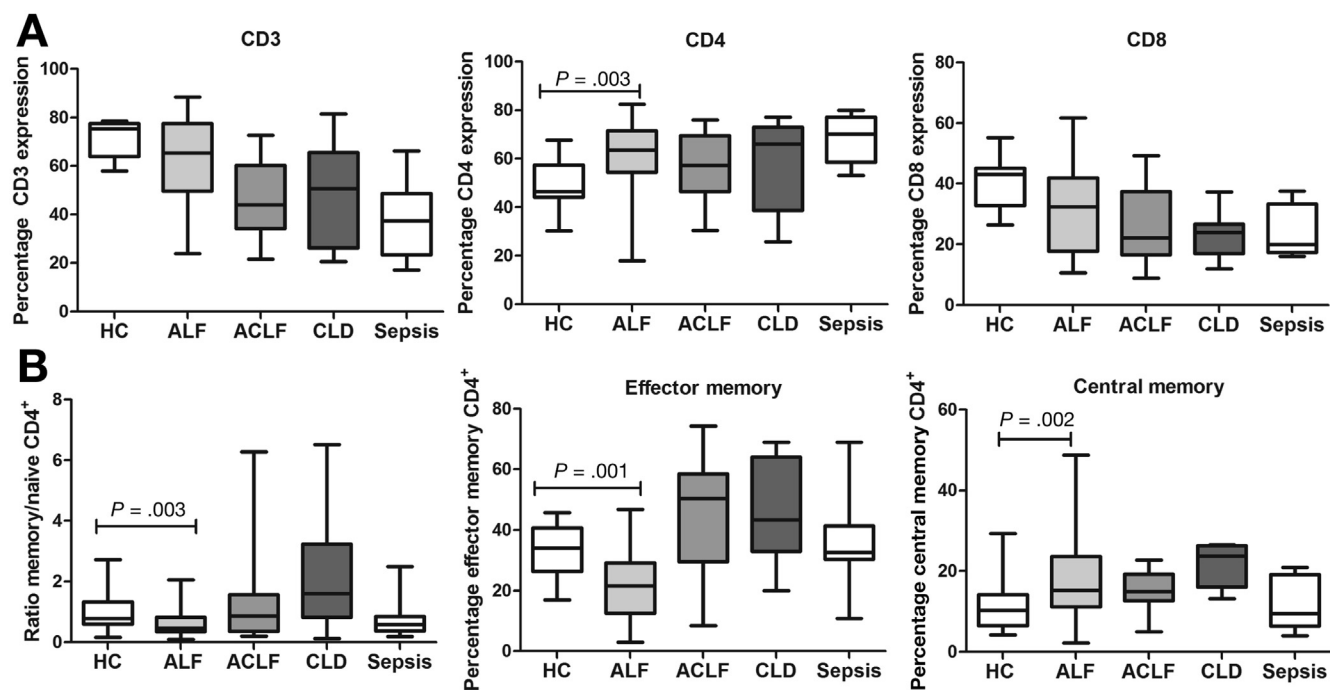 A
CD3
Percentage CD3 expression
100
80
60
40
20
0
HC ALF ACLF CLD Sepsis
CD4
Percentage CD4 expression
100
80
60
40
20
0
P = .003
HC ALF ACLF CLD Sepsis
CD8
Percentage CD8 expression
80
60
40
20
0
HC ALF ACLF CLD Sepsis
B
Ratio memory/naive CD4+
8
6
4
2
0
P = .003
HC ALF ACLF CLD Sepsis
Effector memory
Percentage effector memory CD4+
80
60
40
20
0
P = .001
HC ALF ACLF CLD Sepsis
Central memory
Percentage central memory CD4+
60
40
20
0
P = .002
HC ALF ACLF CLD Sepsis